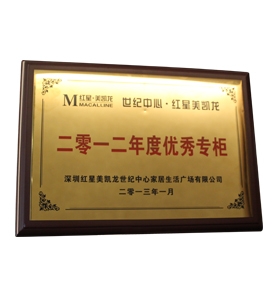 M 红星·美凯龙 世纪中心·红星美凯龙
MACALLINE
二零一二年度优秀专柜
深圳红星美凯龙世纪中心家居生活广场有限公司
二零一三年一月